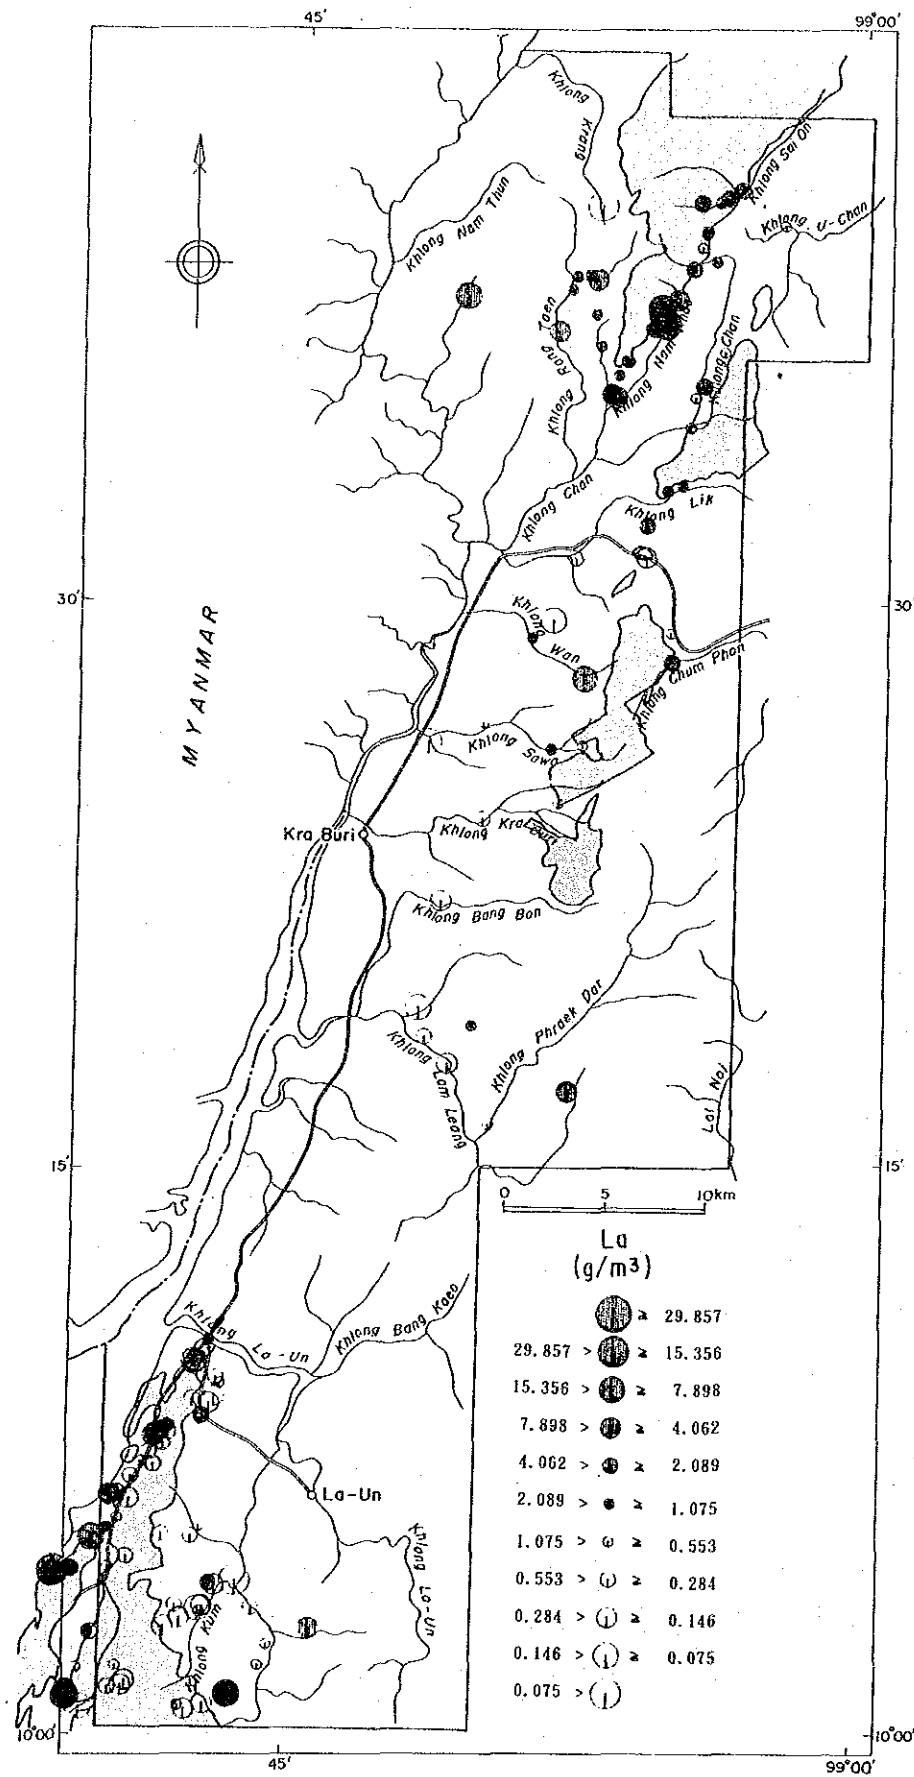 45'
99°00'
Khlong Krang
Khlong Sai On
Khlong U-Chan
Khlong Nam Thun
Khlong Rang Taen
Khlong Nam
Khlong Chan
Khlong Lik
30'
30'
MYANMAR
Khlong Wan
Khlong Chum Phon
Khlong Sawa
Kra Buri
Khlong Kra Buri
Khlong Bang Bon
Khlong Phraek Dar
Khlong Lam Leang
Lai Noi
15'
15'
0 5 10km
La
(g/m³)
≥ 29.857
29.857 > ≥ 15.356
15.356 > ≥ 7.898
7.898 > ≥ 4.062
4.062 > ≥ 2.089
2.089 > ≥ 1.075
1.075 > ≥ 0.553
0.553 > ≥ 0.284
0.284 > ≥ 0.146
0.146 > ≥ 0.075
0.075 >
Khlong La-Un
Khlong Bang Kaeo
La-Un
Khlong La-Un
Khlong Kum
10°00'
10°00'
45'
99°00'